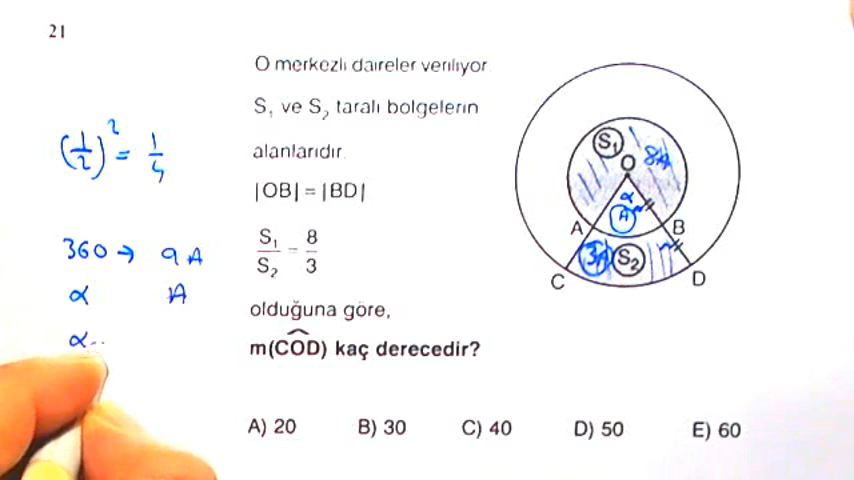 21
O merkezli daireler veriliyor
S₁ ve S₂ taralı bolgelerin
alanlarıdır.
|OB| = |BD|
S₁/S₂ = 8/3
olduğuna göre,
m(COD) kaç derecedir?
A) 20 B) 30 C) 40 D) 50 E) 60
(1/2)² = 1/4
360 → 9A
α A
α..
S₁
8A
O
α
A
A B
3A S₂
C D